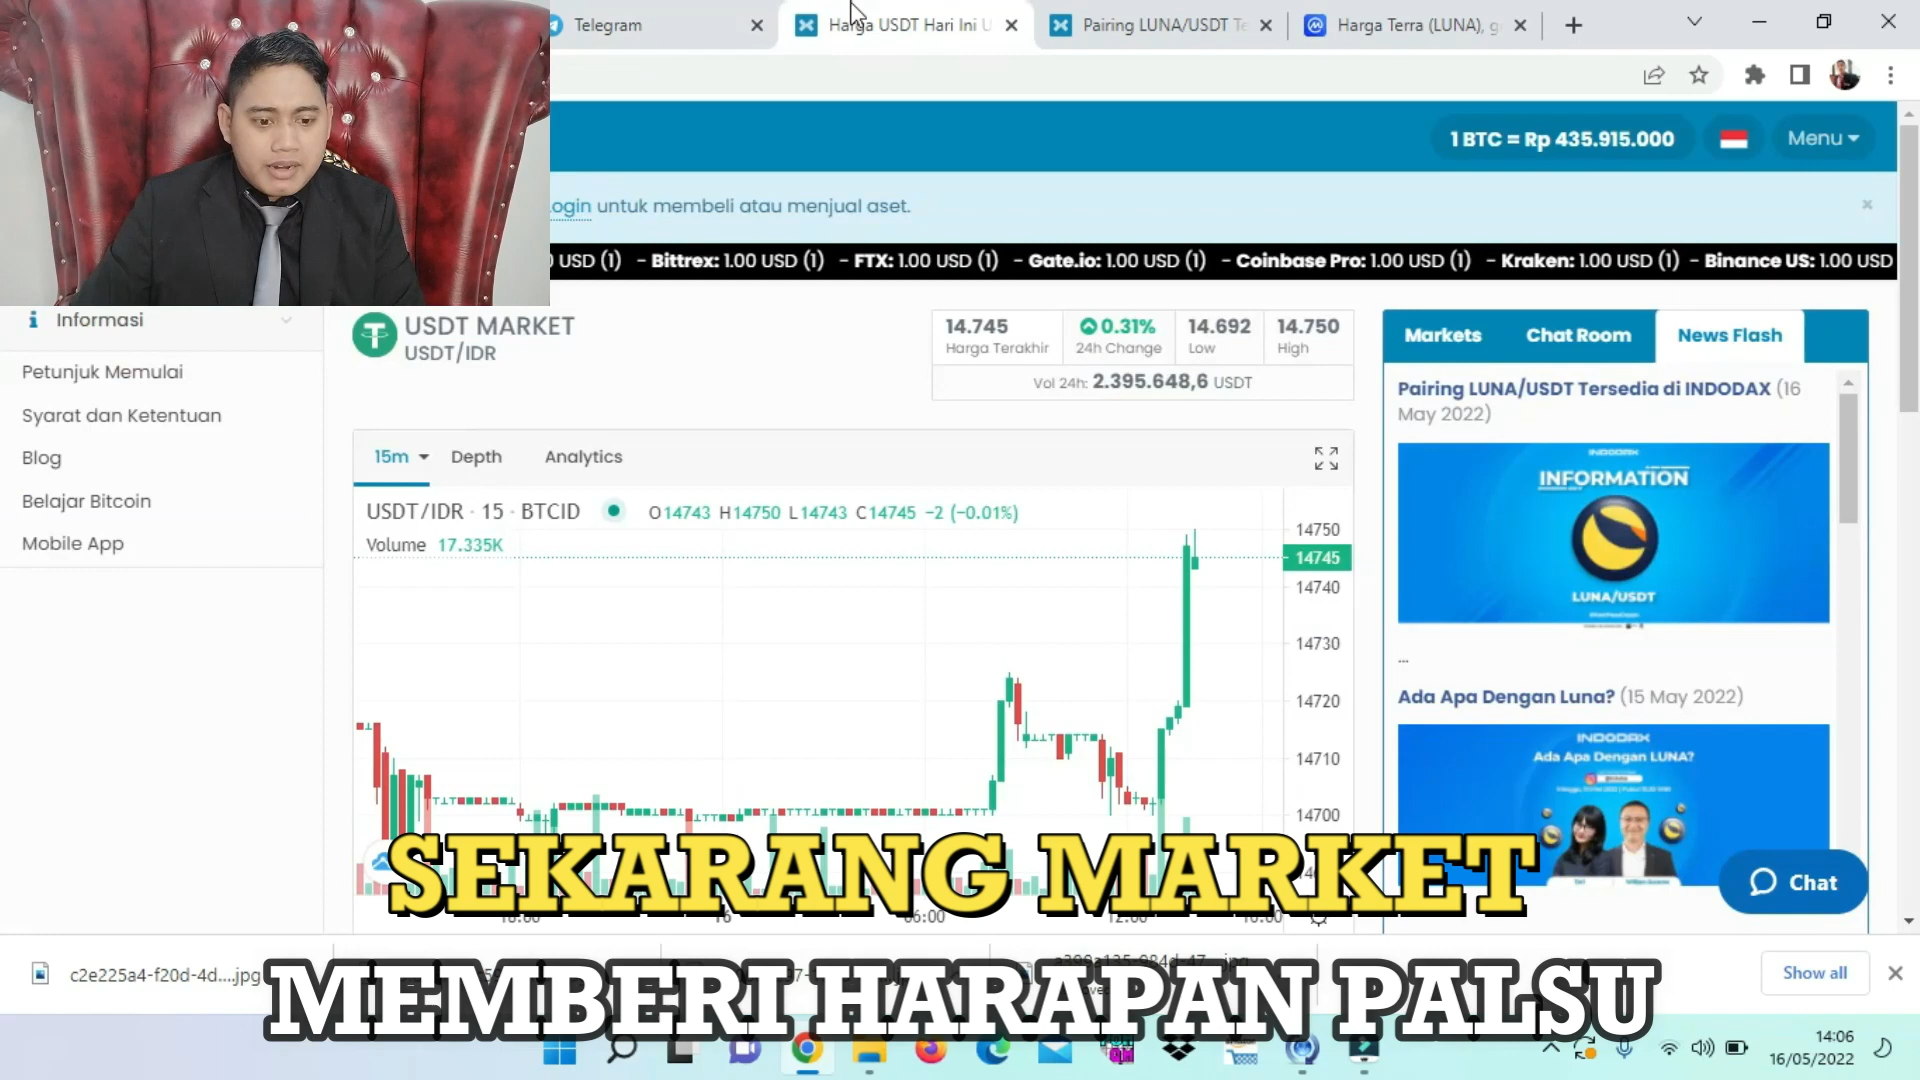 Telegram
Harga USDT Hari Ini U
Pairing LUNA/USDT Te
Harga Terra (LUNA), g
1 BTC = Rp 435.915.000
Menu
Login untuk membeli atau menjual aset.
USD (1) - Bittrex: 1.00 USD (1) - FTX: 1.00 USD (1) - Gate.io: 1.00 USD (1) - Coinbase Pro: 1.00 USD (1) - Kraken: 1.00 USD (1) - Binance US: 1.00 USD
Informasi
Petunjuk Memulai
Syarat dan Ketentuan
Blog
Belajar Bitcoin
Mobile App
USDT MARKET
USDT/IDR
14.745
Harga Terakhir
0.31%
24h Change
14.692
Low
14.750
High
Vol 24h: 2.395.648,6 USDT
15m
Depth
Analytics
USDT/IDR · 15 · BTCID
O14743 H14750 L14743 C14745 -2 (-0.01%)
Volume 17.335K
14750
14745
14740
14730
14720
14710
14700
06:00
Markets
Chat Room
News Flash
Pairing LUNA/USDT Tersedia di INDODAX (16
May 2022)
INDODAX
INFORMATION
LUNA/USDT
...
Ada Apa Dengan Luna? (15 May 2022)
INDODAX
Ada Apa Dengan LUNA?
Chat
SEKARANG MARKET
MEMBERI HARAPAN PALSU
c2e225a4-f20d-4d....jpg
Show all
14:06
16/05/2022